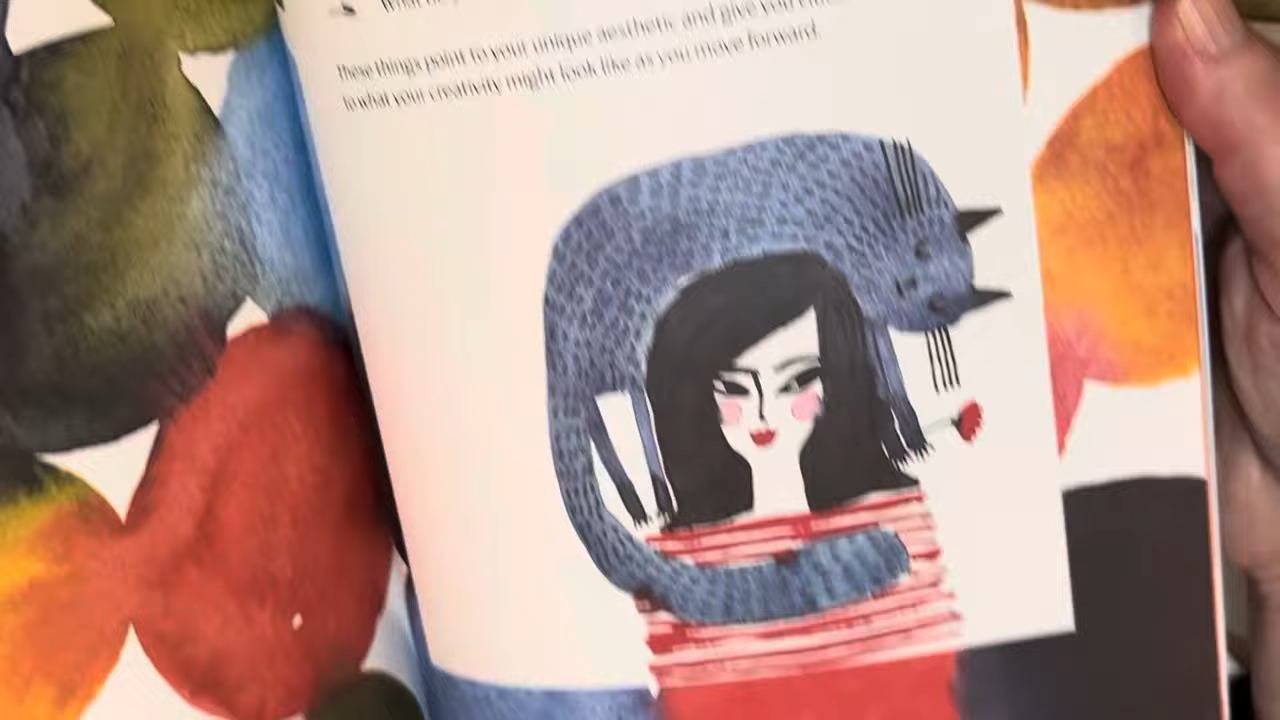 These things point to your unique aesthetic and give you
to what your creativity might look like as you move forward.